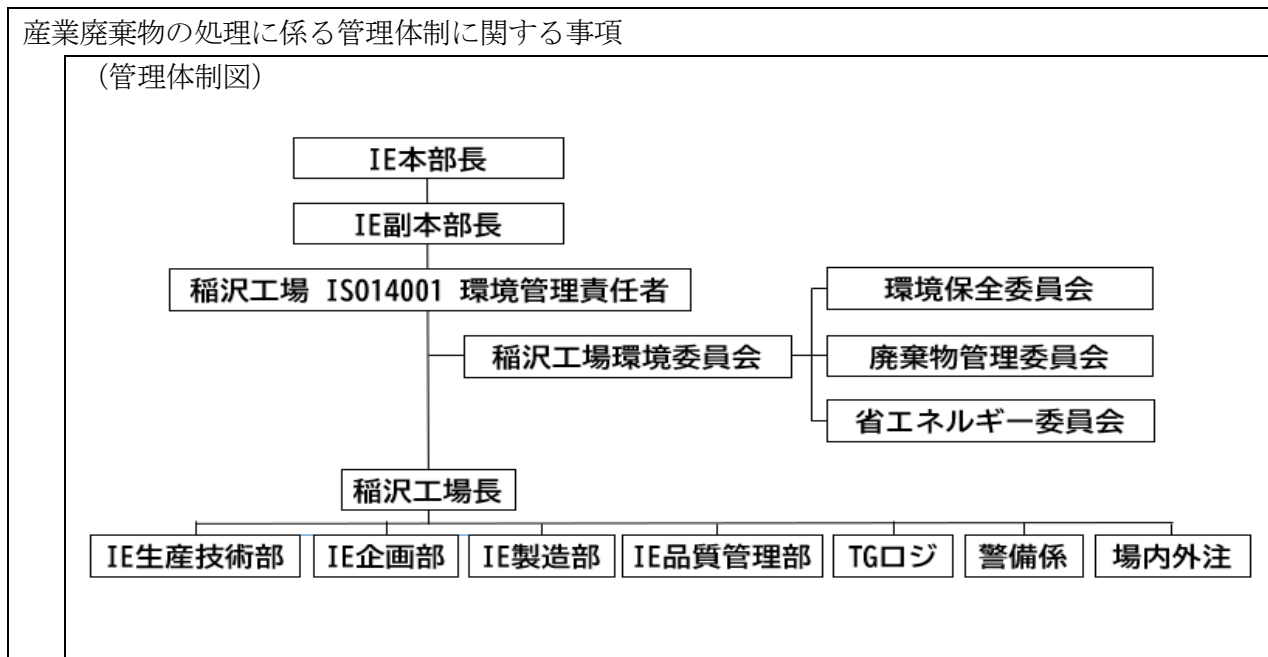 産業廃棄物の処理に係る管理体制に関する事項
（管理体制図）
IE本部長
IE副本部長
稲沢工場 ISO14001 環境管理責任者
環境保全委員会
稲沢工場環境委員会
廃棄物管理委員会
省エネルギー委員会
稲沢工場長
IE生産技術部 IE企画部 IE製造部 IE品質管理部 TGロジ 警備係 場内外注